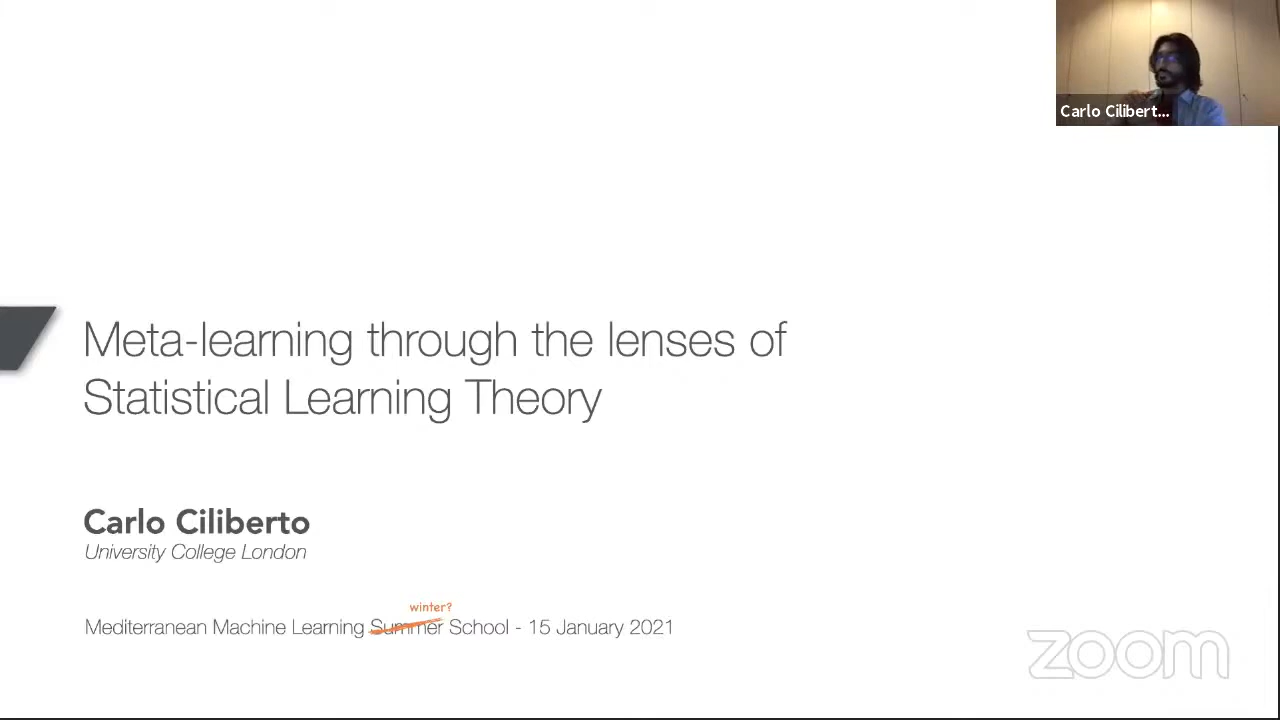 Carlo Cilibert...
Meta-learning through the lenses of
Statistical Learning Theory
Carlo Ciliberto
University College London
winter?
Mediterranean Machine Learning Summer School - 15 January 2021
zoom